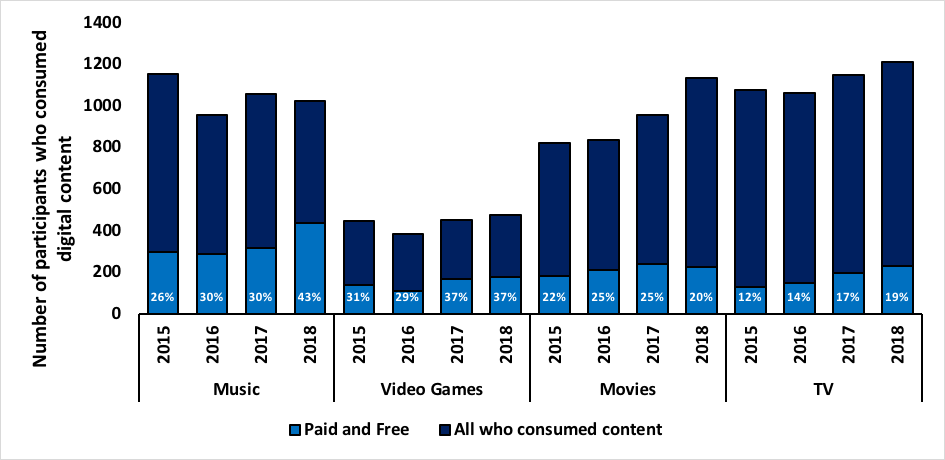 Number of participants who consumed
digital content
1400
1200
1000
800
600
400
200
0
26% 30% 30% 43% 31% 29% 37% 37% 22% 25% 25% 20% 12% 14% 17% 19%
2015 2016 2017 2018 2015 2016 2017 2018 2015 2016 2017 2018 2015 2016 2017 2018
Music Video Games Movies TV
Paid and Free All who consumed content